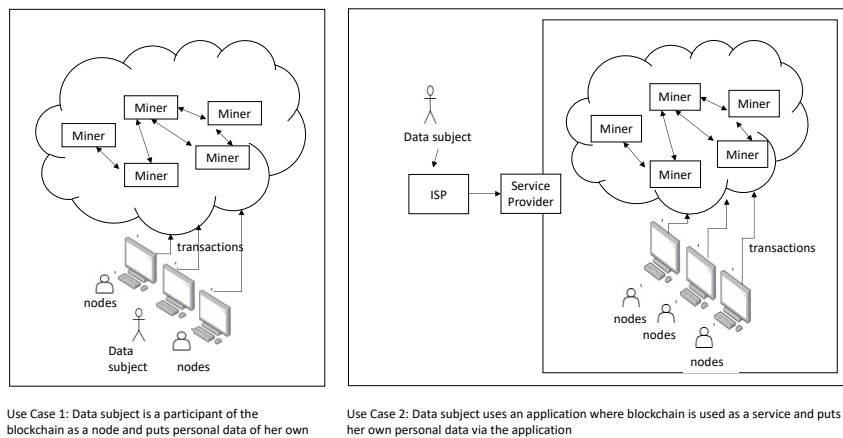 Miner
Miner
Miner
Miner
Miner
transactions
nodes
Data
subject
nodes
Data subject
ISP
Service
Provider
Miner
Miner
Miner
Miner
Miner
transactions
nodes
nodes
nodes
Use Case 1: Data subject is a participant of the
blockchain as a node and puts personal data of her own
Use Case 2: Data subject uses an application where blockchain is used as a service and puts
her own personal data via the application